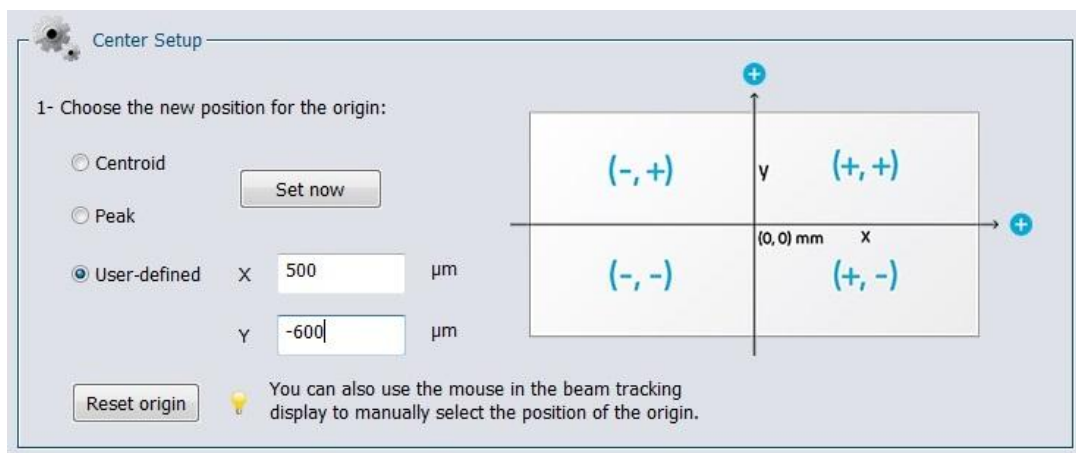 Center Setup
1- Choose the new position for the origin:
Centroid
Set now
Peak
User-defined X 500 µm
Y -600 µm
Reset origin
You can also use the mouse in the beam tracking
display to manually select the position of the origin.
+
(-, +) y (+, +)
+
(0, 0) mm x
(-, -) (+, -)